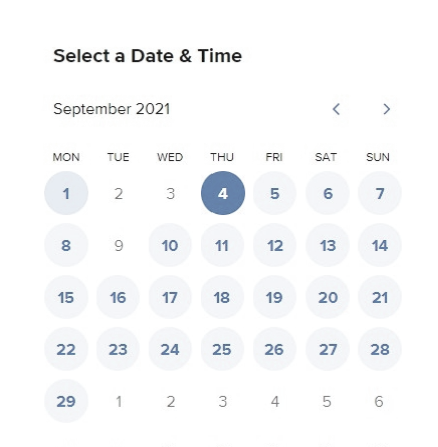 Select a Date & Time
September 2021
MON TUE WED THU FRI SAT SUN
1 2 3 4 5 6 7
8 9 10 11 12 13 14
15 16 17 18 19 20 21
22 23 24 25 26 27 28
29 1 2 3 4 5 6